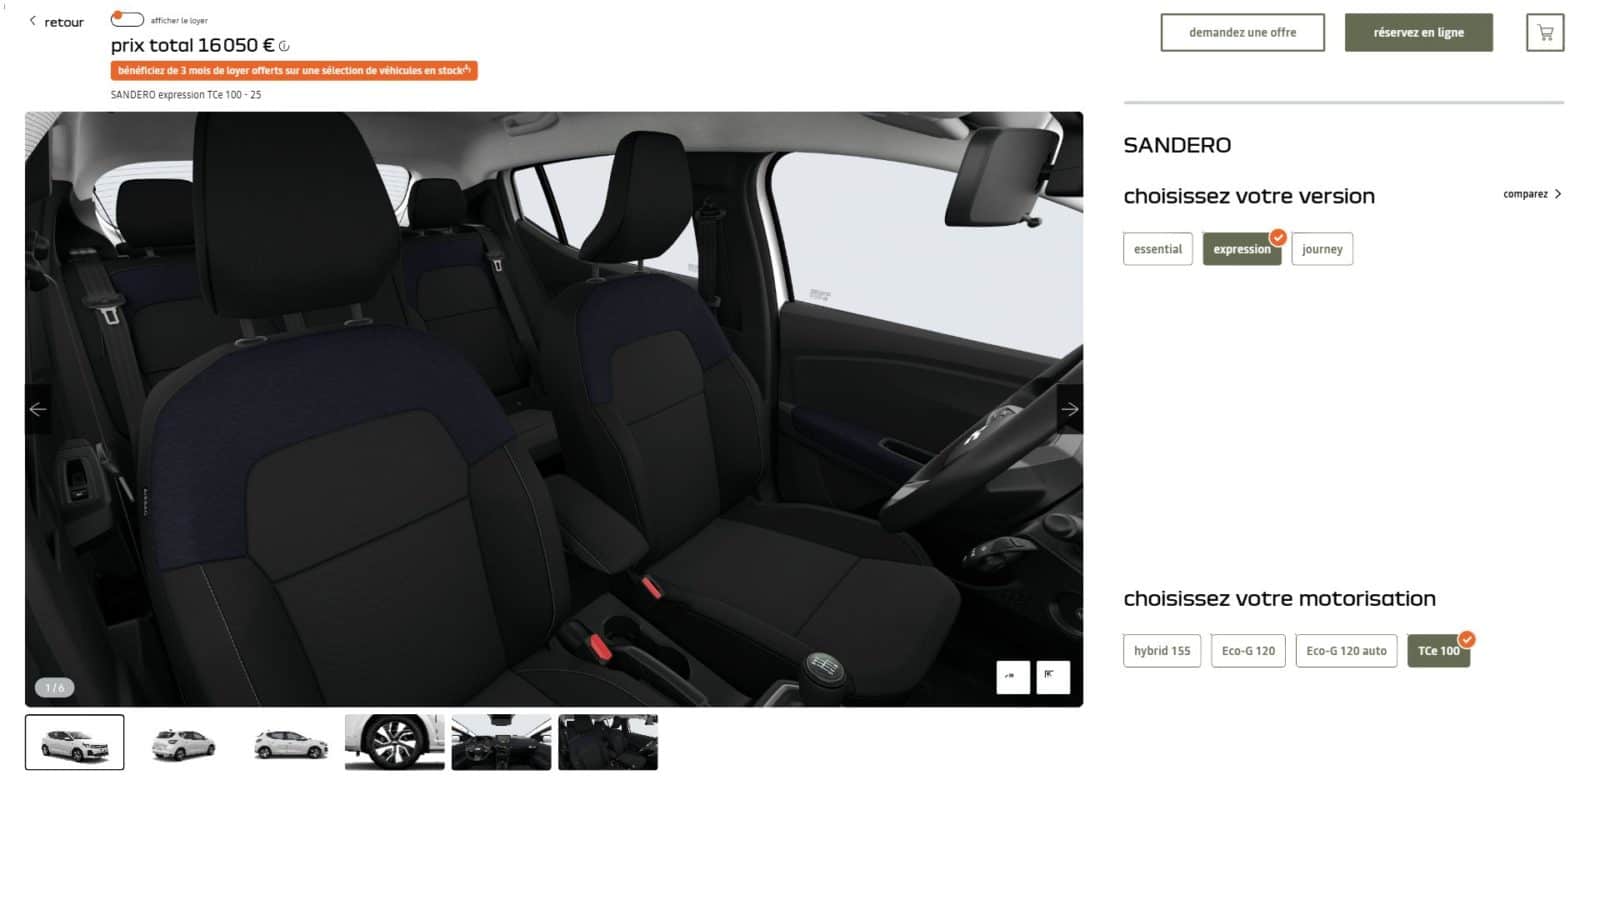 retour
afficher le loyer
prix total 16 050 €
bénéficiez de 3 mois de loyer offerts sur une sélection de véhicules en stock
SANDERO expression TCe 100 - 25
demandez une offre
réservez en ligne
SANDERO
choisissez votre version
comparez
essential
expression
journey
choisissez votre motorisation
hybrid 155
Eco-G 120
Eco-G 120 auto
TCe 100
1 / 6